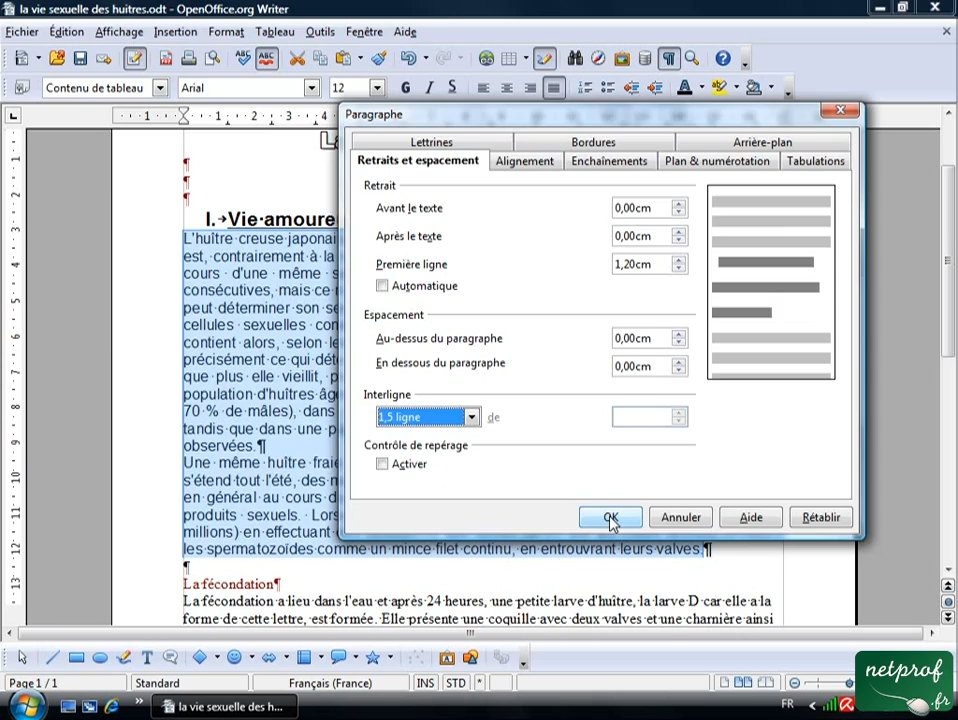 la vie sexuelle des huitres.odt - OpenOffice.org Writer
Fichier Édition Affichage Insertion Format Tableau Outils Fenêtre Aide
Contenu de tableau Arial 12 G I S
Paragraphe
Lettrines Bordures Arrière-plan
Retraits et espacement Alignement Enchaînements Plan & numérotation Tabulations
Retrait
Avant le texte 0,00cm
Après le texte 0,00cm
Première ligne 1,20cm
Automatique
Espacement
Au-dessus du paragraphe 0,00cm
En dessous du paragraphe 0,00cm
Interligne
1,5 ligne de
Contrôle de repérage
Activer
OK Annuler Aide Rétablir
I.→Vie·amoure
L'huître·creuse·japonai
est,·contrairement·à·la
cours·d'une·même·s
consécutives,·mais·ce·
peut·déterminer·son·se
cellules·sexuelles·con
contient·alors,·selon·le
précisément·ce·qui·dét
que·plus·elle·vieillit,·p
population·d'huîtres·âg
70·%·de·mâles),·dans
tandis·que·dans·une·p
observées.¶
Une·même·huître·fraie
s'étend·tout·l'été,·des·n
en·général·au·cours·d
produits·sexuels.·Lors
millions)·en·effectuant
les·spermatozoïdes·comme·un·mince·filet·continu,·en·entrouvrant·leurs·valves.¶
¶
La·fécondation¶
La·fécondation·a·lieu·dans·l'eau·et·après·24·heures,·une·petite·larve·d'huître,·la·larve·D·car·elle·a·la
forme·de·cette·lettre,·est·formée.·Elle·présente·une·coquille·avec·deux·valves·et·une·charnière·ainsi
Page 1 / 1 Standard Français (France) INS STD *
la vie sexuelle des h... FR
netprof
.fr